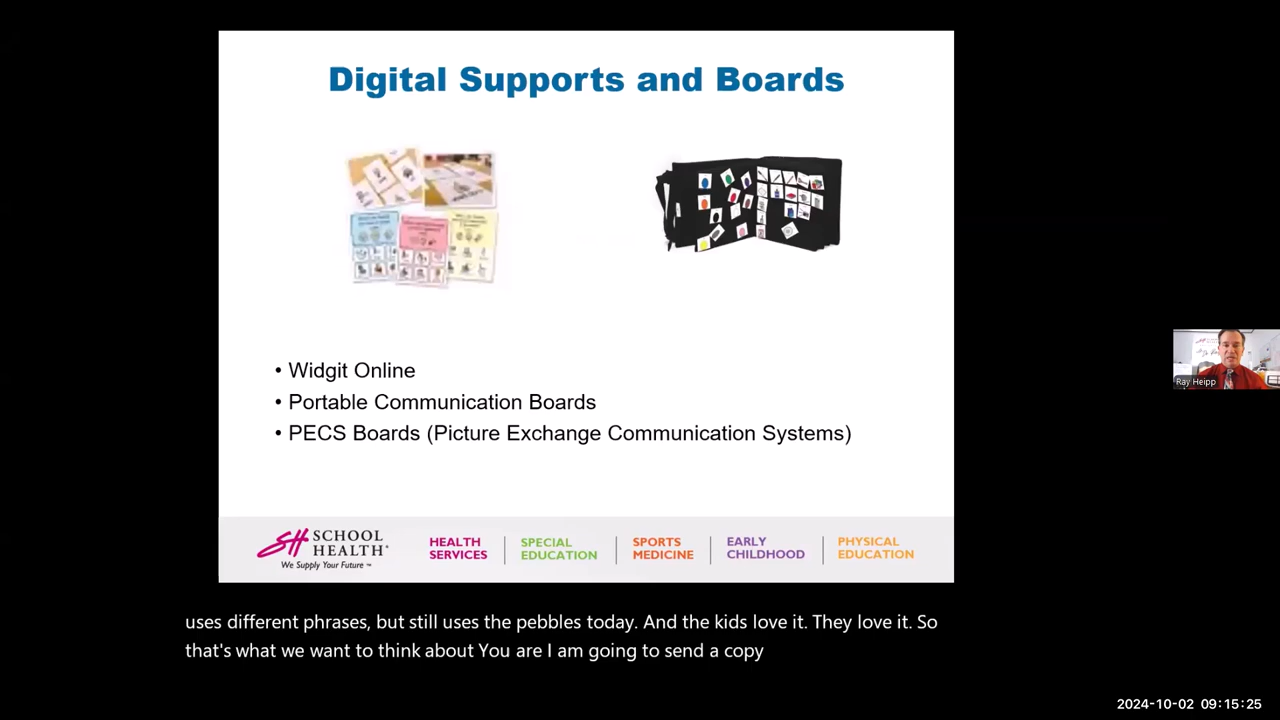 Digital Supports and Boards
• Widgit Online
• Portable Communication Boards
• PECS Boards (Picture Exchange Communication Systems)
SH SCHOOL HEALTH®
We Supply Your Future ™
HEALTH SERVICES
SPECIAL EDUCATION
SPORTS MEDICINE
EARLY CHILDHOOD
PHYSICAL EDUCATION
Ray Heipp
uses different phrases, but still uses the pebbles today. And the kids love it. They love it. So
that's what we want to think about You are I am going to send a copy
2024-10-02 09:15:25